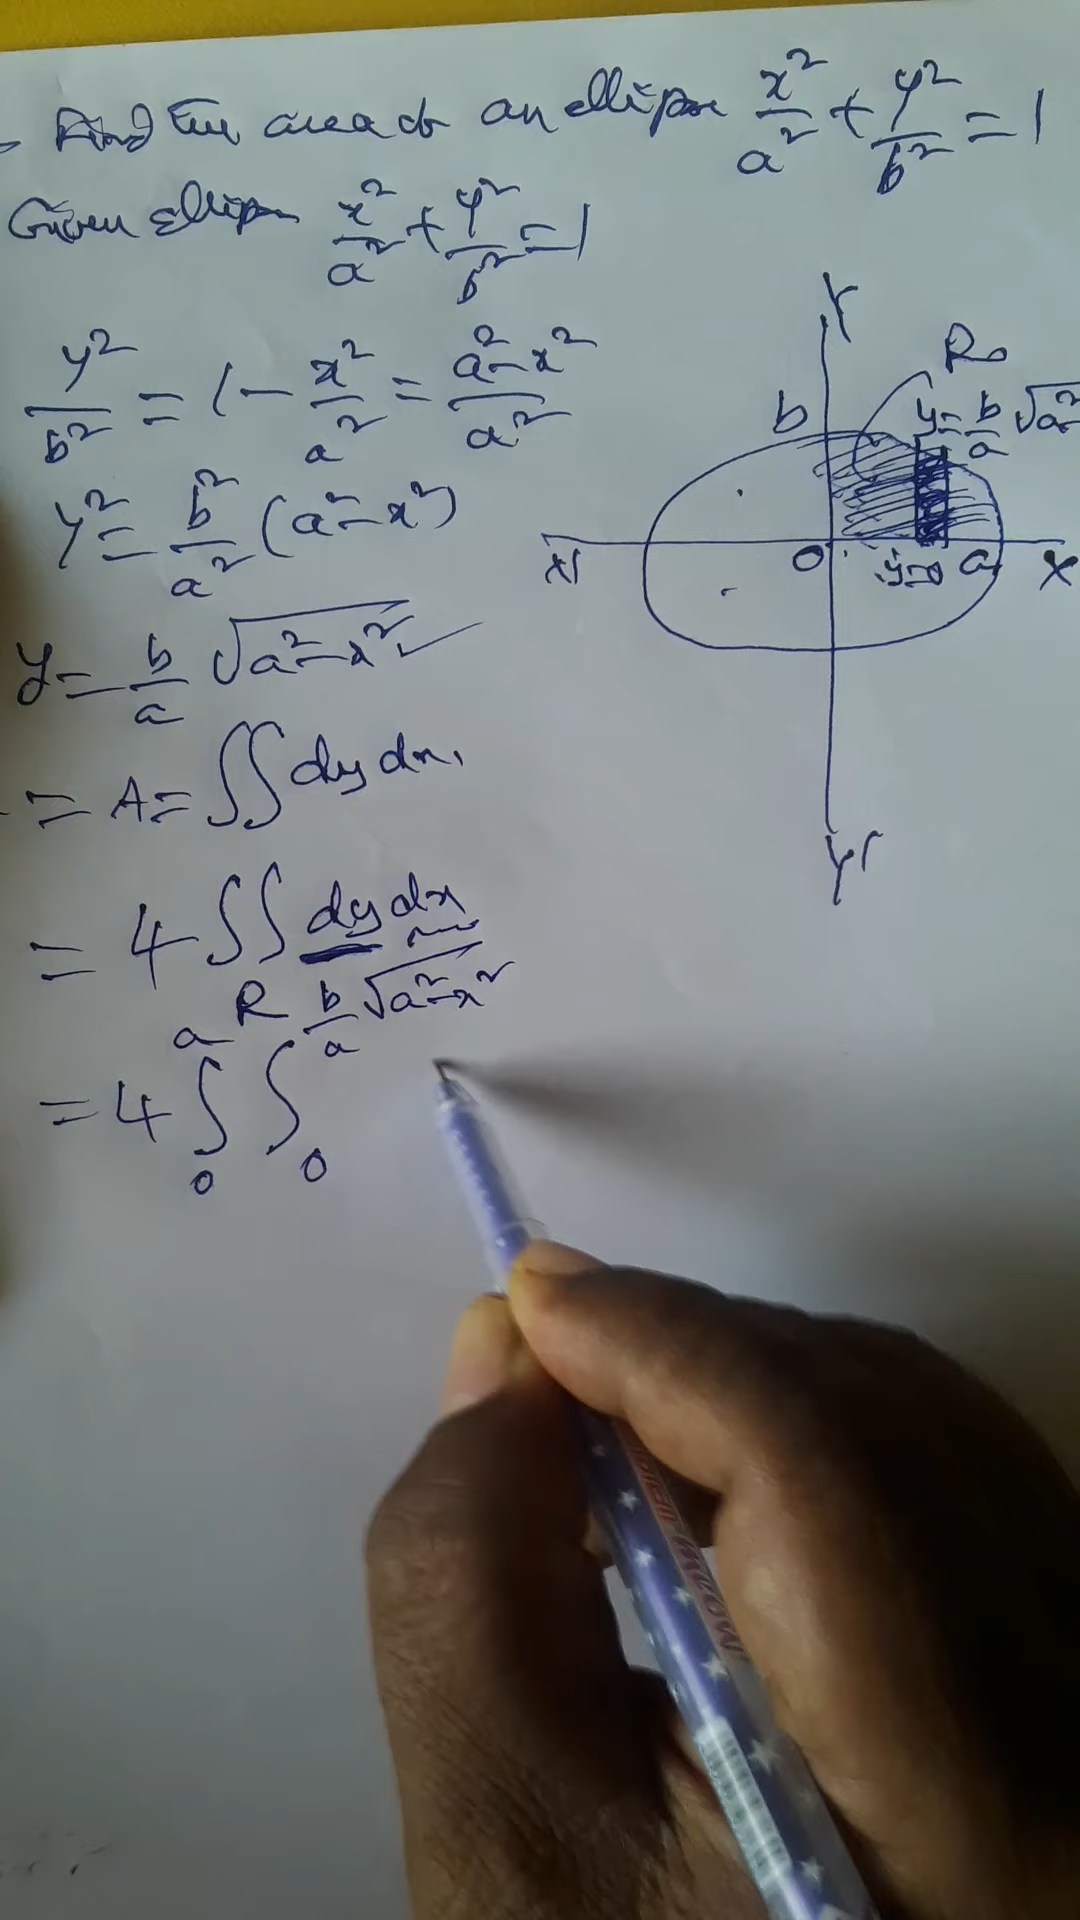 Find the area of an ellipse x²/a² + y²/b² = 1
Given ellipse x²/a² + y²/b² = 1
y²/b² = 1 - x²/a² = a²-x²/a²
y² = b²/a² (a²-x²)
y = b/a √a²-x²
= A = ∫∫ dy dx
= 4 ∫∫ dy dx
R
= 4 ∫₀ᵃ ∫₀^(b/a √a²-x²)
Y
R
b
y = b/a √a²
X1 O y=0 a X
Y1